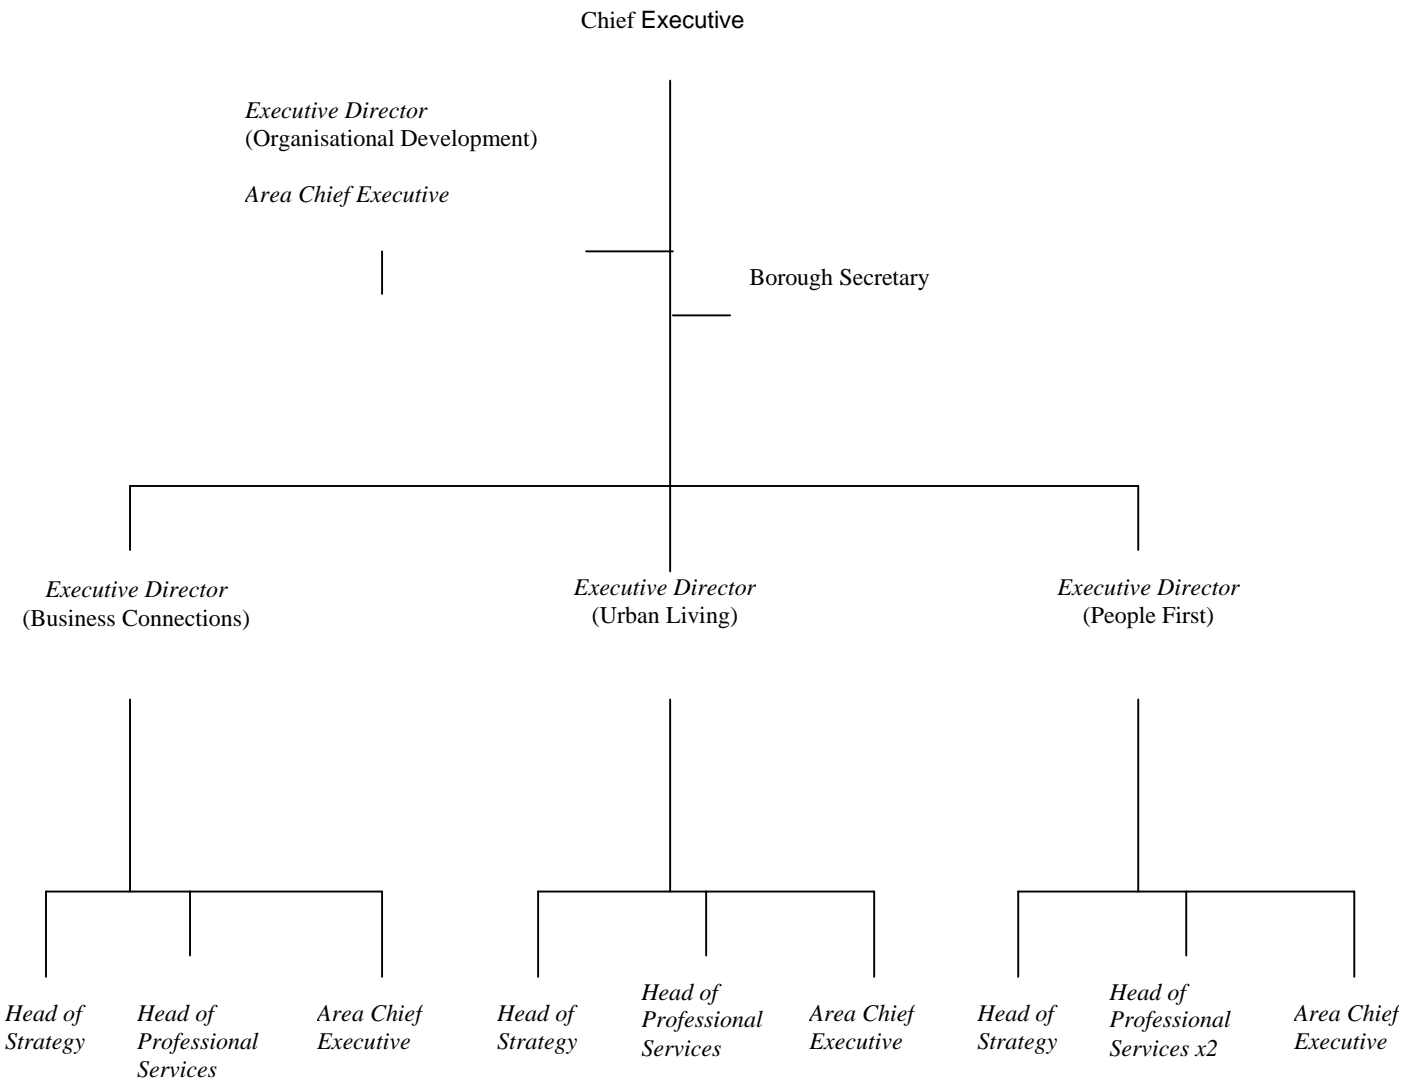 Chief Executive
Executive Director
(Organisational Development)
Area Chief Executive
Borough Secretary
Executive Director
(Business Connections)
Executive Director
(Urban Living)
Executive Director
(People First)
Head of
Strategy
Head of
Professional
Services
Area Chief
Executive
Head of
Strategy
Head of
Professional
Services
Area Chief
Executive
Head of
Strategy
Head of
Professional
Services x2
Area Chief
Executive